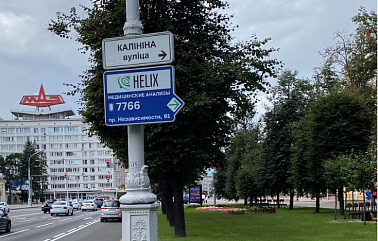 КАЛІНІНА
вуліца
HELIX
МЕДИЦИНСКИЕ АНАЛИЗЫ
7766
пр. Независимости, 91